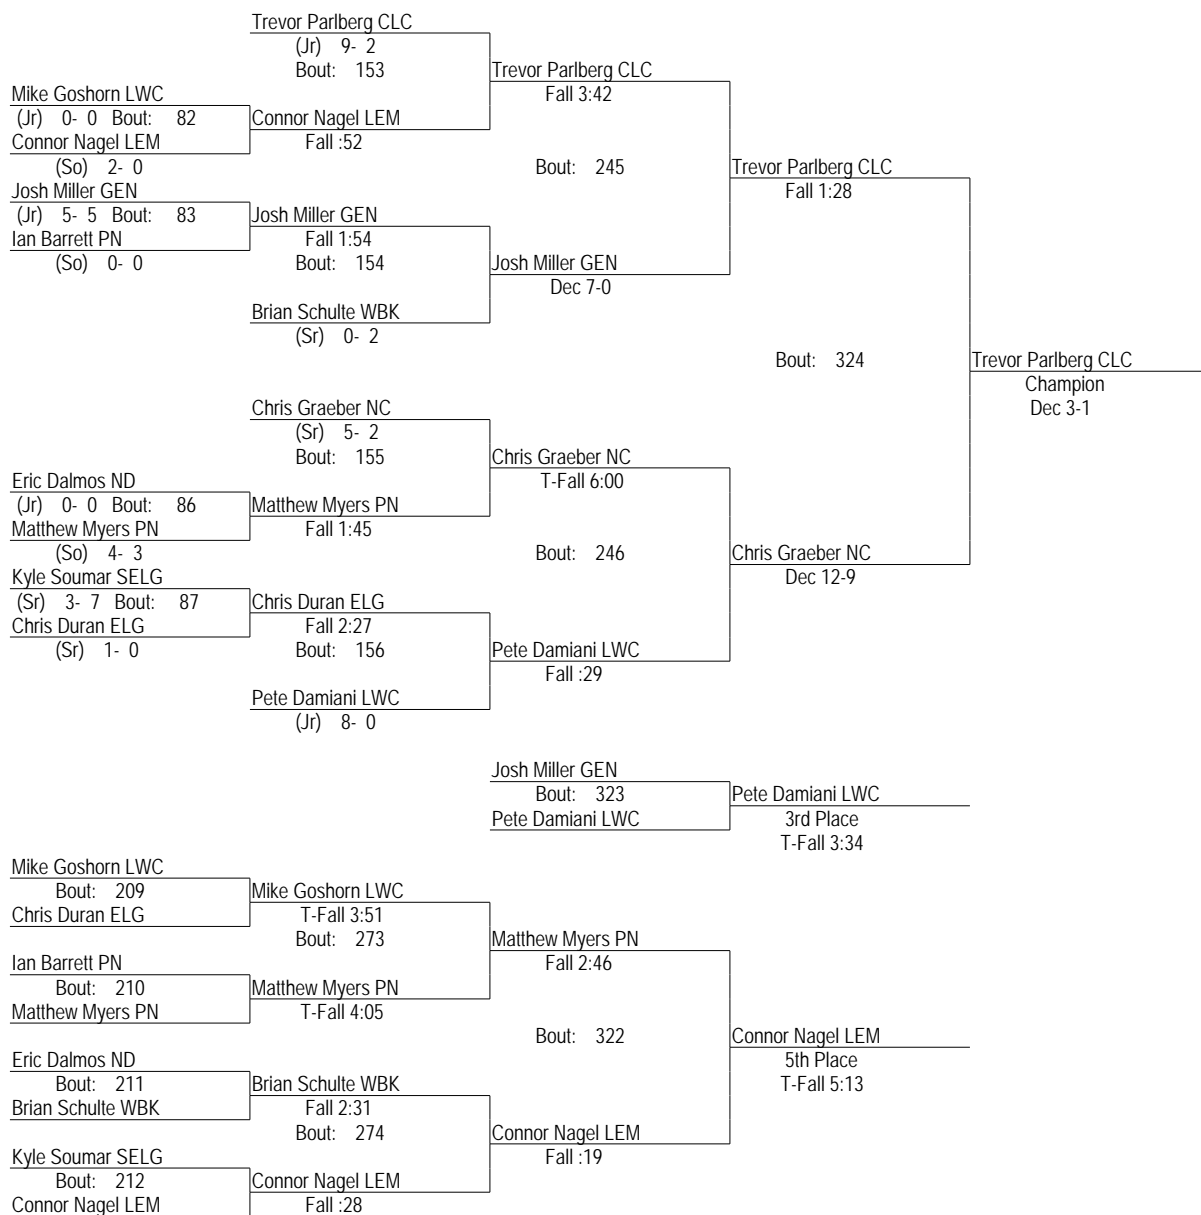 Trevor Parlberg CLC
(Jr) 9- 2
Bout: 153
Trevor Parlberg CLC
Fall 3:42
Mike Goshorn LWC
(Jr) 0- 0 Bout: 82
Connor Nagel LEM
Connor Nagel LEM
Fall :52
(So) 2- 0
Bout: 245
Trevor Parlberg CLC
Fall 1:28
Josh Miller GEN
(Jr) 5- 5 Bout: 83
Josh Miller GEN
Ian Barrett PN
Fall 1:54
(So) 0- 0
Bout: 154
Josh Miller GEN
Dec 7-0
Brian Schulte WBK
(Sr) 0- 2
Bout: 324
Trevor Parlberg CLC
Champion
Dec 3-1
Chris Graeber NC
(Sr) 5- 2
Bout: 155
Chris Graeber NC
T-Fall 6:00
Eric Dalmos ND
(Jr) 0- 0 Bout: 86
Matthew Myers PN
Matthew Myers PN
Fall 1:45
(So) 4- 3
Bout: 246
Chris Graeber NC
Dec 12-9
Kyle Soumar SELG
(Sr) 3- 7 Bout: 87
Chris Duran ELG
Chris Duran ELG
Fall 2:27
(Sr) 1- 0
Bout: 156
Pete Damiani LWC
Fall :29
Pete Damiani LWC
(Jr) 8- 0
Josh Miller GEN
Bout: 323
Pete Damiani LWC
Pete Damiani LWC
3rd Place
T-Fall 3:34
Mike Goshorn LWC
Bout: 209
Mike Goshorn LWC
Chris Duran ELG
T-Fall 3:51
Bout: 273
Matthew Myers PN
Fall 2:46
Ian Barrett PN
Bout: 210
Matthew Myers PN
Matthew Myers PN
T-Fall 4:05
Bout: 322
Connor Nagel LEM
5th Place
T-Fall 5:13
Eric Dalmos ND
Bout: 211
Brian Schulte WBK
Brian Schulte WBK
Fall 2:31
Bout: 274
Connor Nagel LEM
Fall :19
Kyle Soumar SELG
Bout: 212
Connor Nagel LEM
Connor Nagel LEM
Fall :28